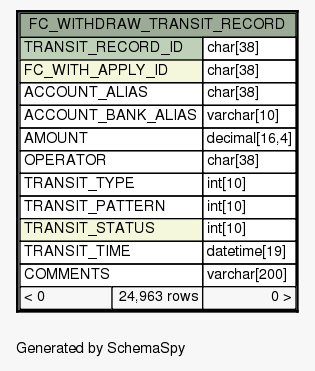 FC_WITHDRAW_TRANSIT_RECORD
TRANSIT_RECORD_ID char[38]
FC_WITH_APPLY_ID char[38]
ACCOUNT_ALIAS char[38]
ACCOUNT_BANK_ALIAS varchar[10]
AMOUNT decimal[16,4]
OPERATOR char[38]
TRANSIT_TYPE int[10]
TRANSIT_PATTERN int[10]
TRANSIT_STATUS int[10]
TRANSIT_TIME datetime[19]
COMMENTS varchar[200]
< 0 24,963 rows 0 >
Generated by SchemaSpy